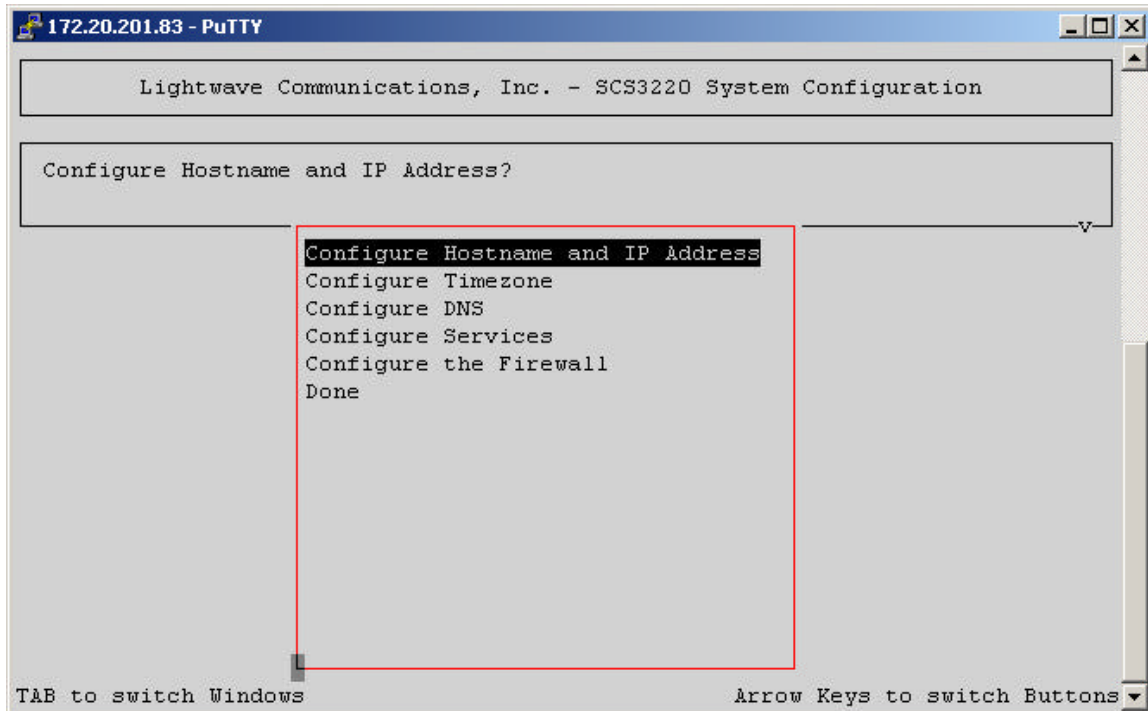 172.20.201.83 - PuTTY
Lightwave Communications, Inc. - SCS3220 System Configuration
Configure Hostname and IP Address?
v
Configure Hostname and IP Address
Configure Timezone
Configure DNS
Configure Services
Configure the Firewall
Done
TAB to switch Windows
Arrow Keys to switch Buttons